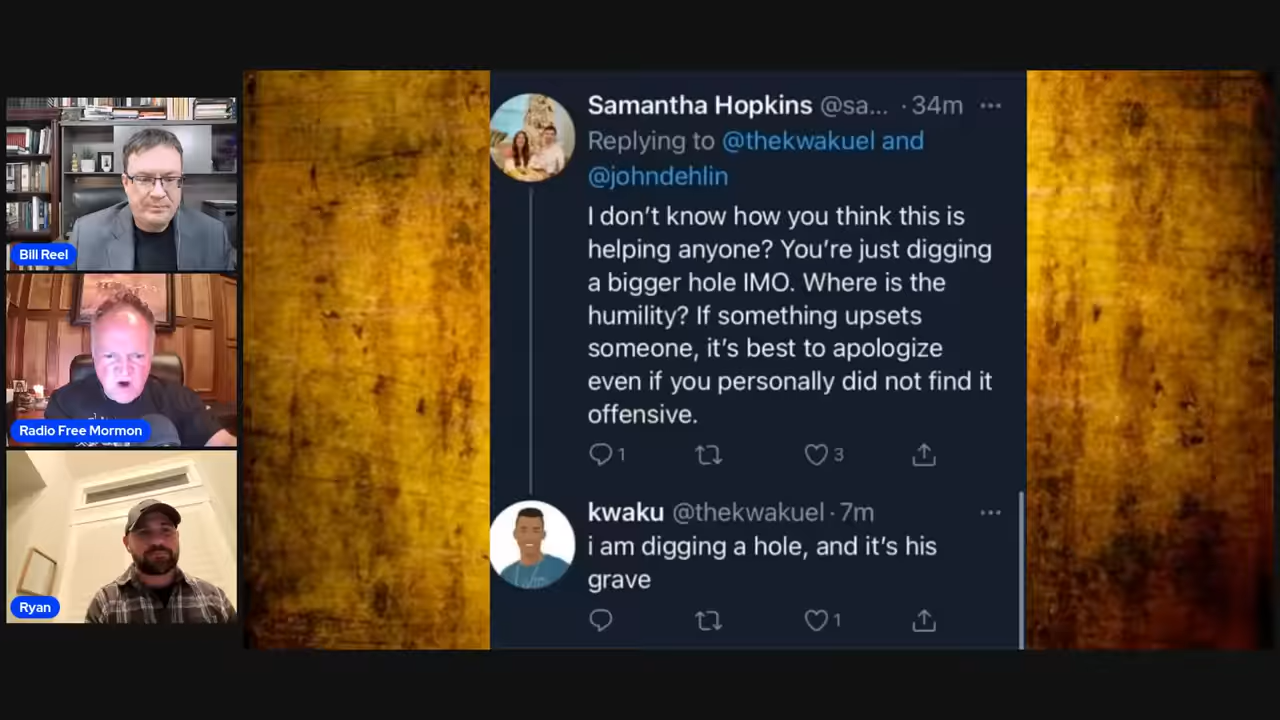 Bill Reel
Radio Free Mormon
Ryan
Samantha Hopkins @sa... · 34m
Replying to @thekwakuel and
@johndehlin
I don’t know how you think this is
helping anyone? You’re just digging
a bigger hole IMO. Where is the
humility? If something upsets
someone, it’s best to apologize
even if you personally did not find it
offensive.
1 3
kwaku @thekwakuel · 7m
i am digging a hole, and it’s his
grave
1